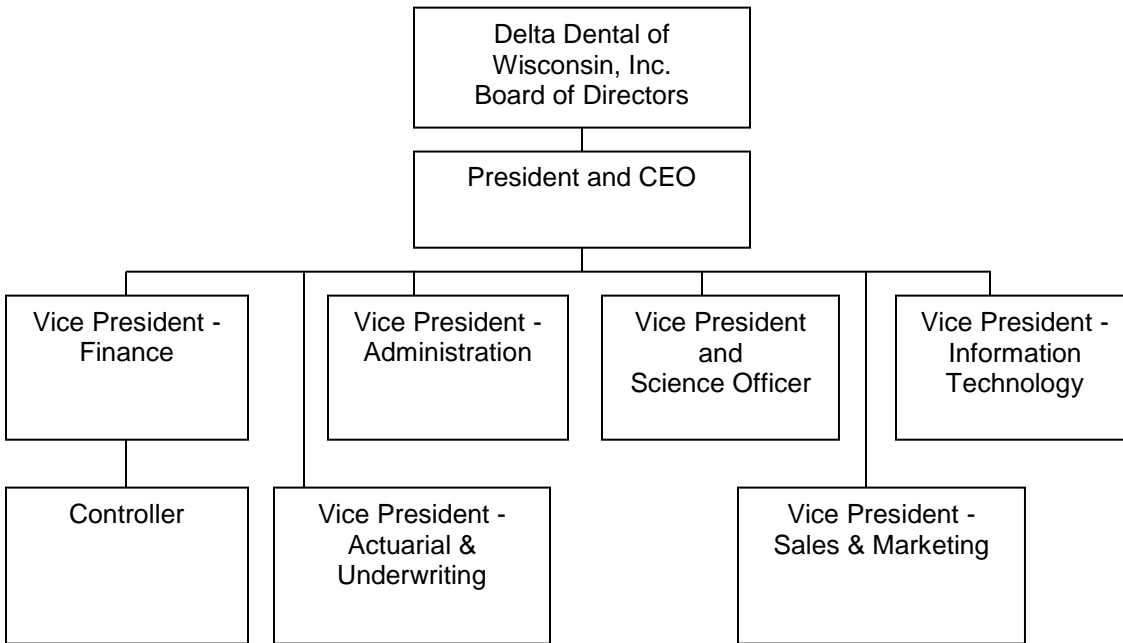 Delta Dental of
Wisconsin, Inc.
Board of Directors
President and CEO
Vice President -
Finance
Vice President -
Administration
Vice President
and
Science Officer
Vice President -
Information
Technology
Controller
Vice President -
Actuarial &
Underwriting
Vice President -
Sales & Marketing